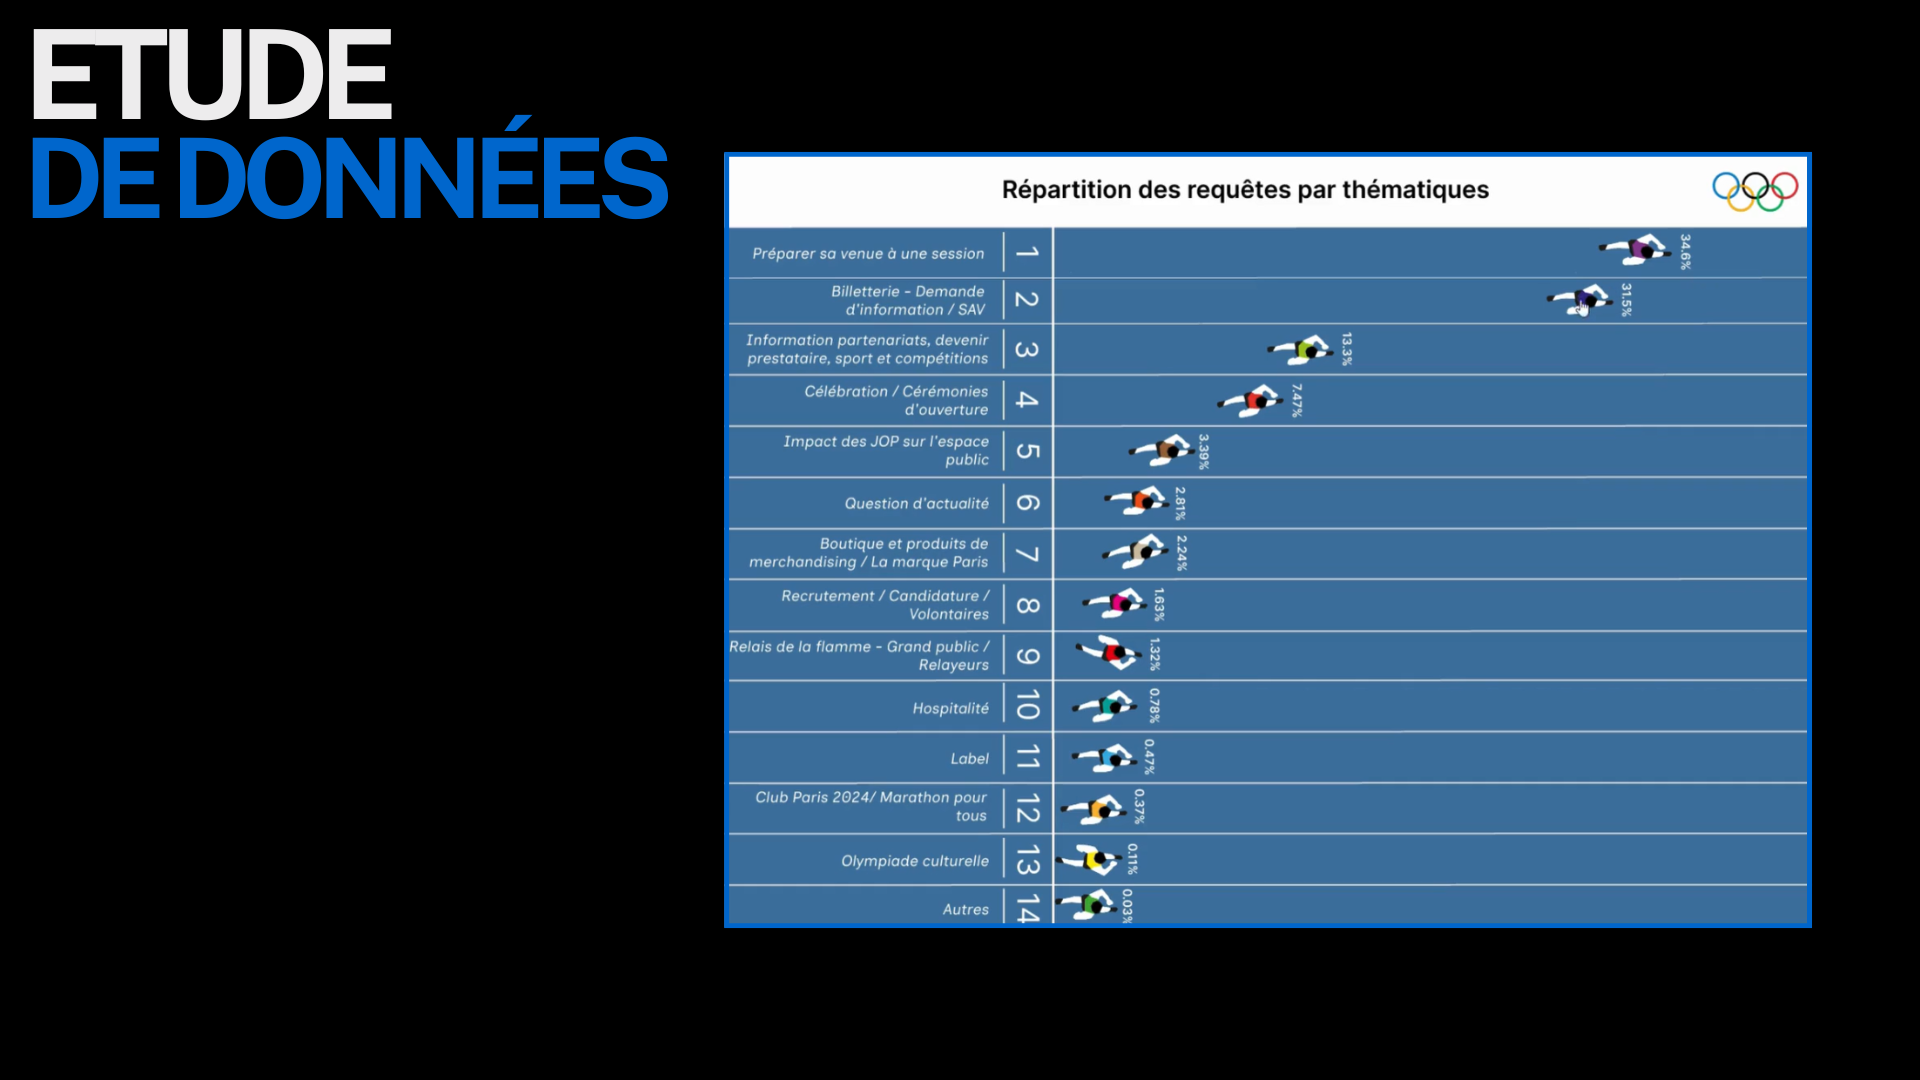 ETUDE
DE DONNÉES
Répartition des requêtes par thématiques
Préparer sa venue à une session
1
34.6%
Billetterie - Demande
d'information / SAV
2
31.5%
Information partenariats, devenir
prestataire, sport et compétitions
3
13.3%
Célébration / Cérémonies
d'ouverture
4
7.47%
Impact des JOP sur l'espace
public
5
3.39%
Question d'actualité
6
2.81%
Boutique et produits de
merchandising / La marque Paris
7
2.24%
Recrutement / Candidature /
Volontaires
8
1.63%
Relais de la flamme - Grand public /
Relayeurs
9
1.32%
Hospitalité
10
0.78%
Label
11
0.47%
Club Paris 2024/ Marathon pour
tous
12
0.37%
Olympiade culturelle
13
0.11%
Autres
14
0.03%